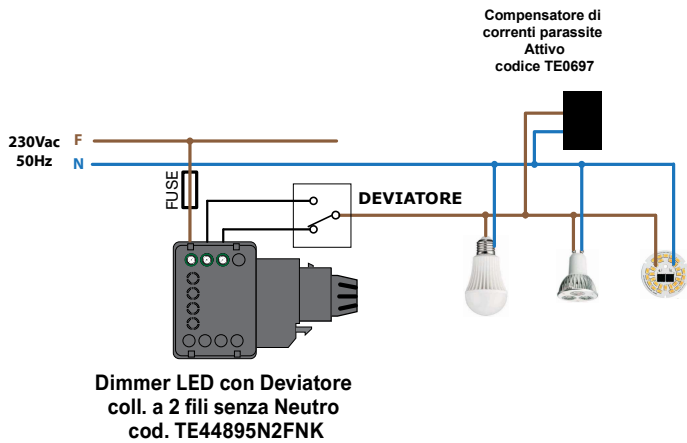 Compensatore di
correnti parassite
Attivo
codice TE0697
230Vac F
50Hz N
FUSE
DEVIATORE
Dimmer LED con Deviatore
coll. a 2 fili senza Neutro
cod. TE44895N2FNK